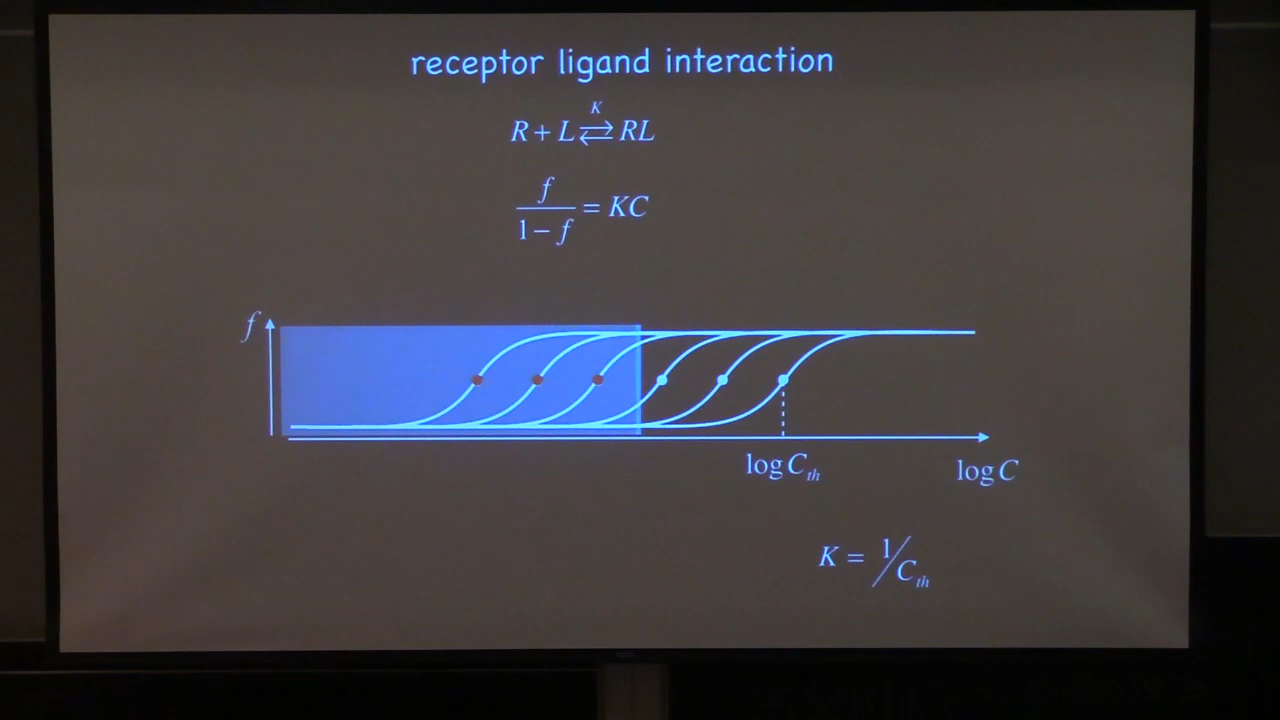 receptor ligand interaction
K
R + L ⇄ RL
f
1 − f
= KC
f
log C_th
log C
K = 1/C_th